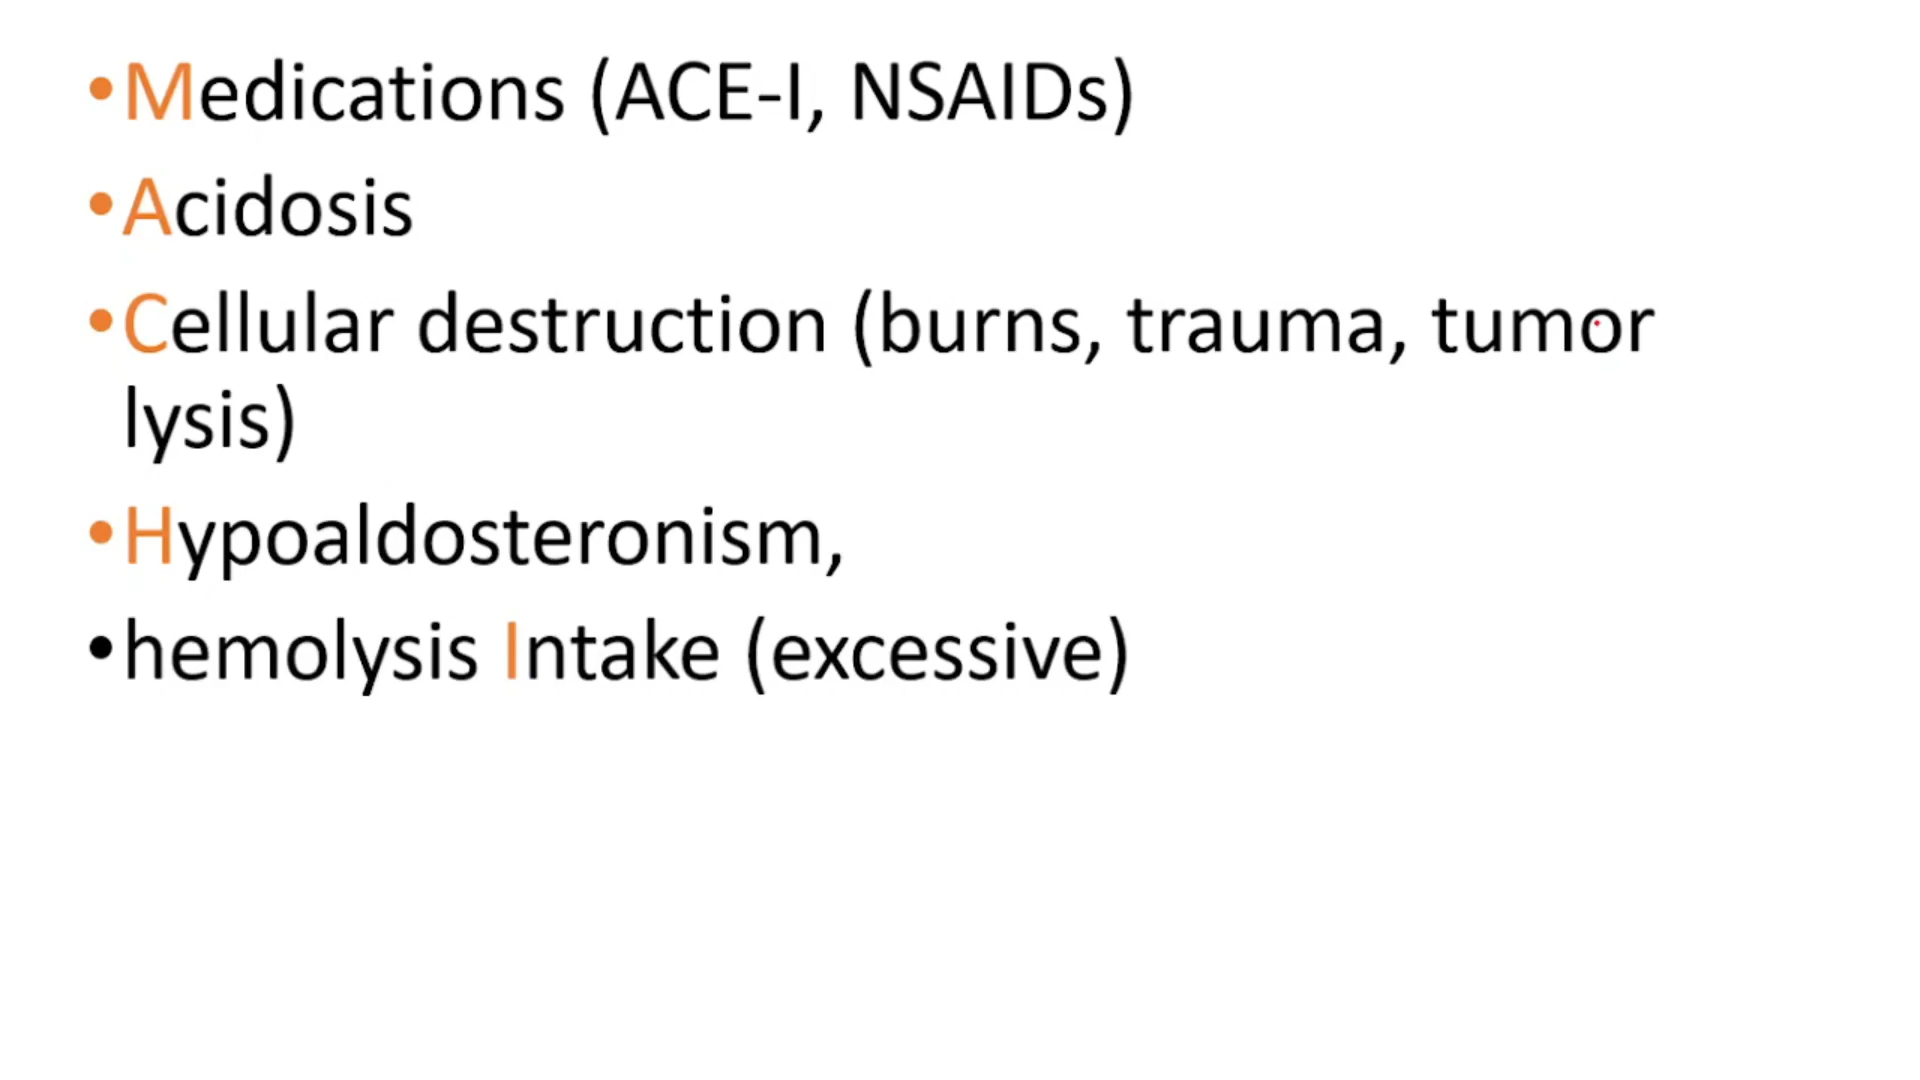 •Medications (ACE-I, NSAIDs)
•Acidosis
•Cellular destruction (burns, trauma, tumor
lysis)
•Hypoaldosteronism,
•hemolysis Intake (excessive)